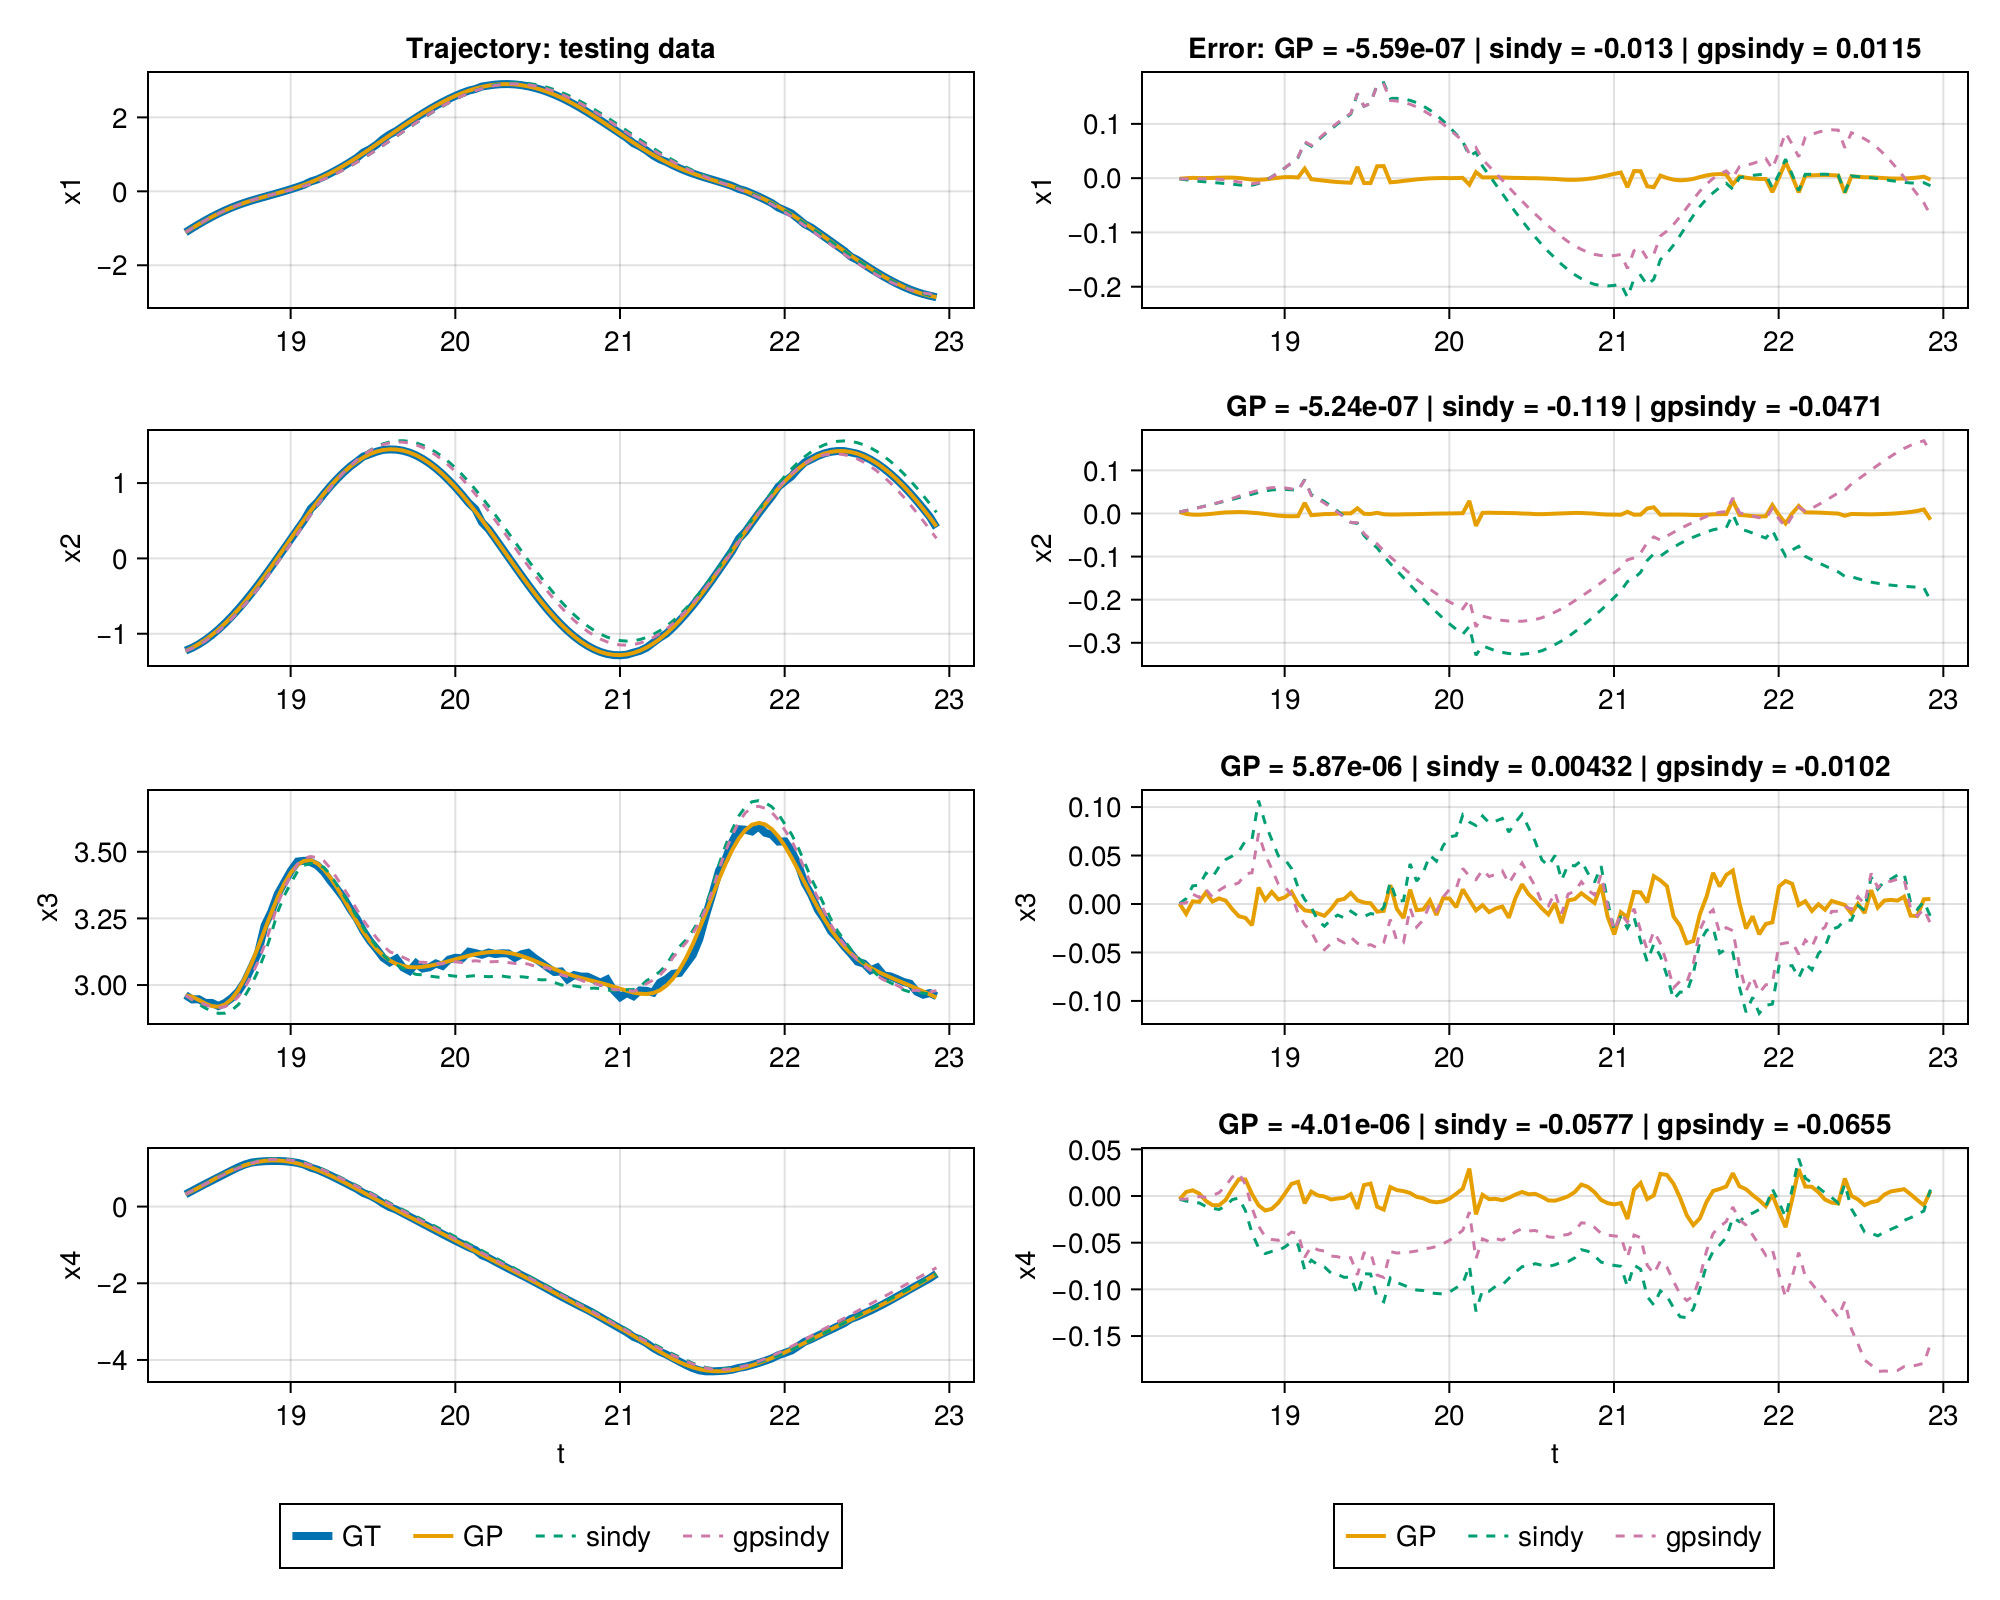 Trajectory: testing data
x1
2
0
−2
19 20 21 22 23
Error: GP = -5.59e-07 | sindy = -0.013 | gpsindy = 0.0115
x1
0.1
0.0
−0.1
−0.2
19 20 21 22 23
x2
1
0
−1
19 20 21 22 23
GP = -5.24e-07 | sindy = -0.119 | gpsindy = -0.0471
x2
0.1
0.0
−0.1
−0.2
−0.3
19 20 21 22 23
x3
3.50
3.25
3.00
19 20 21 22 23
GP = 5.87e-06 | sindy = 0.00432 | gpsindy = -0.0102
x3
0.10
0.05
0.00
−0.05
−0.10
19 20 21 22 23
x4
0
−2
−4
19 20 21 22 23
t
GP = -4.01e-06 | sindy = -0.0577 | gpsindy = -0.0655
x4
0.05
0.00
−0.05
−0.10
−0.15
19 20 21 22 23
t
GT GP sindy gpsindy
GP sindy gpsindy